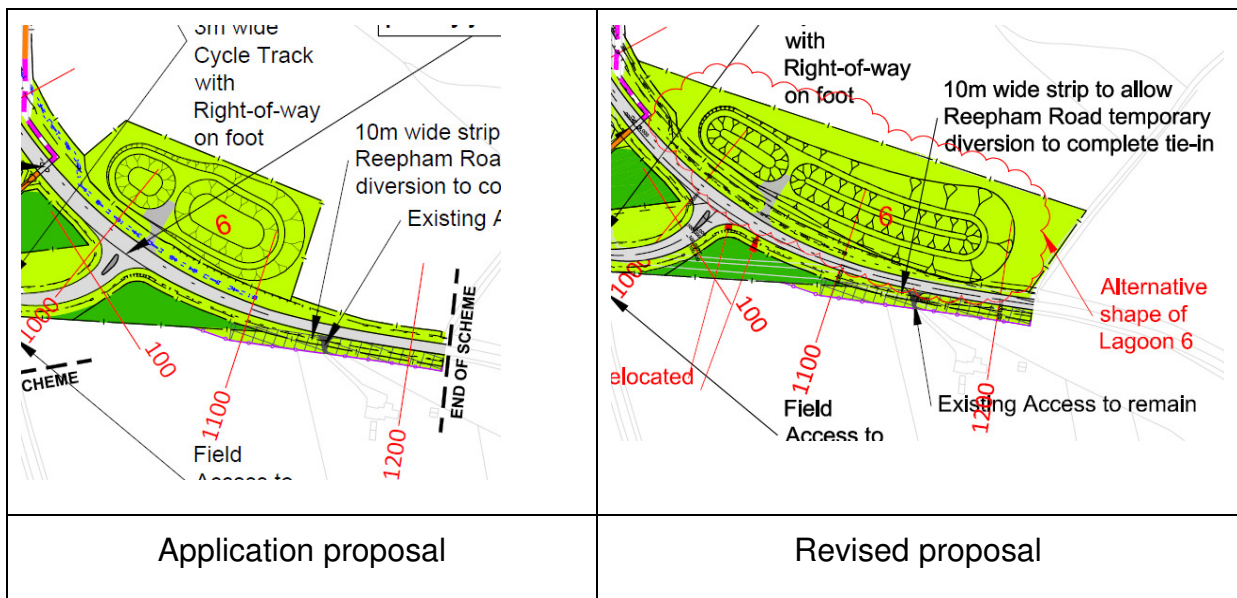 3m wide
Cycle Track
with
Right-of-way
on foot
10m wide strip
Reepham Roa
diversion to co
Existing A
6
1000
100
1100
1200
CHEME
END OF SCHEME
Field
Access to
with
Right-of-way
on foot
10m wide strip to allow
Reepham Road temporary
diversion to complete tie-in
6
1000
100
1100
1200
Alternative
shape of
Lagoon 6
elocated
Existing Access to remain
Field
Access to
Application proposal
Revised proposal